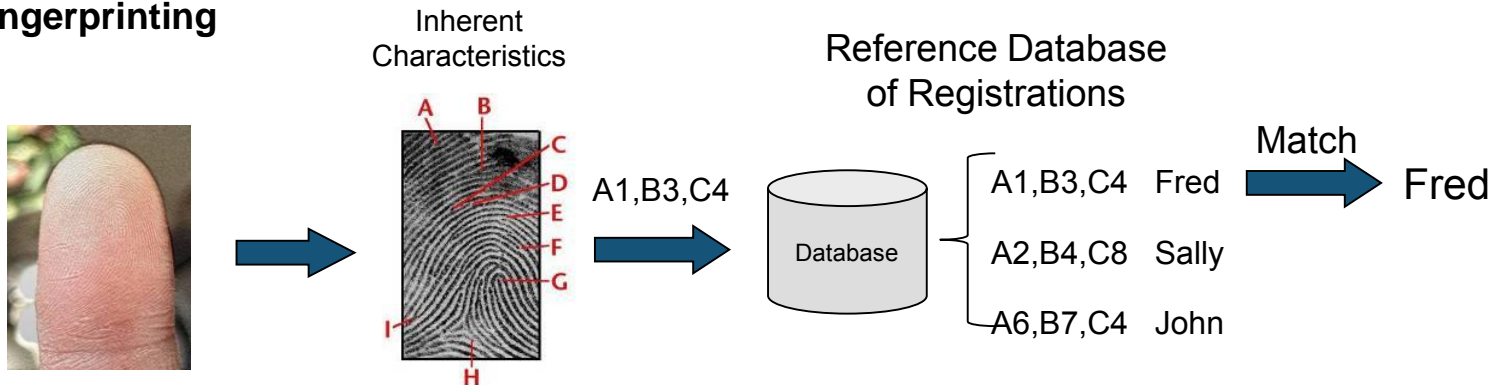 ngerprinting
Inherent
Characteristics
A
B
C
D
E
F
G
I
H
A1,B3,C4
Reference Database
of Registrations
Database
A1,B3,C4 Fred
A2,B4,C8 Sally
A6,B7,C4 John
Match
Fred